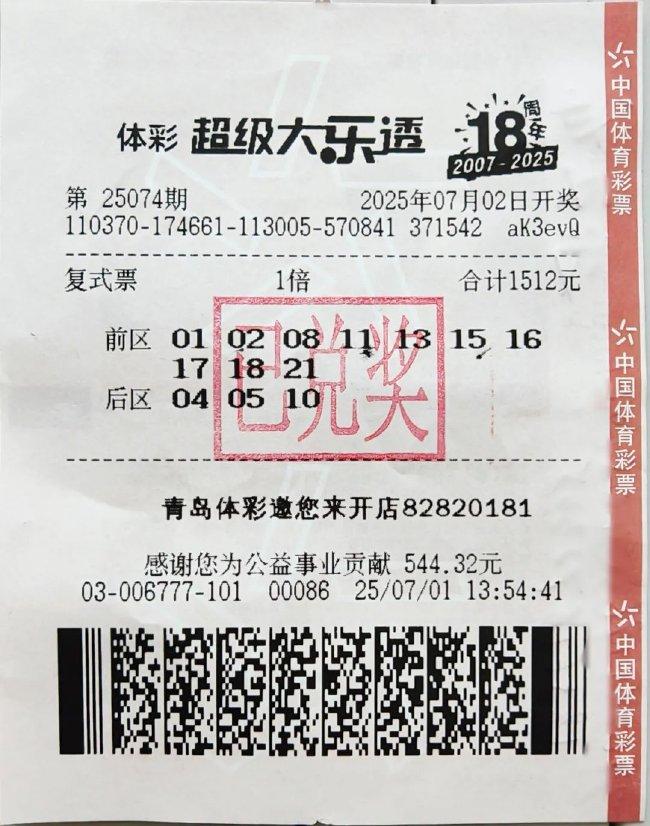 体彩 超级大乐透 18周年
2007-2025
第 25074期 2025年07月02日开奖
110370-174661-113005-570841 371542 aK3evQ
复式票 1倍 合计1512元
前区 01 02 08 11 13 15 16
17 18 21
后区 04 05 10
已兑奖
青岛体彩邀您来开店82820181
感谢您为公益事业贡献 544.32元
03-006777-101 00086 25/07/01 13:54:41
中国体育彩票
中国体育彩票
中国体育彩票